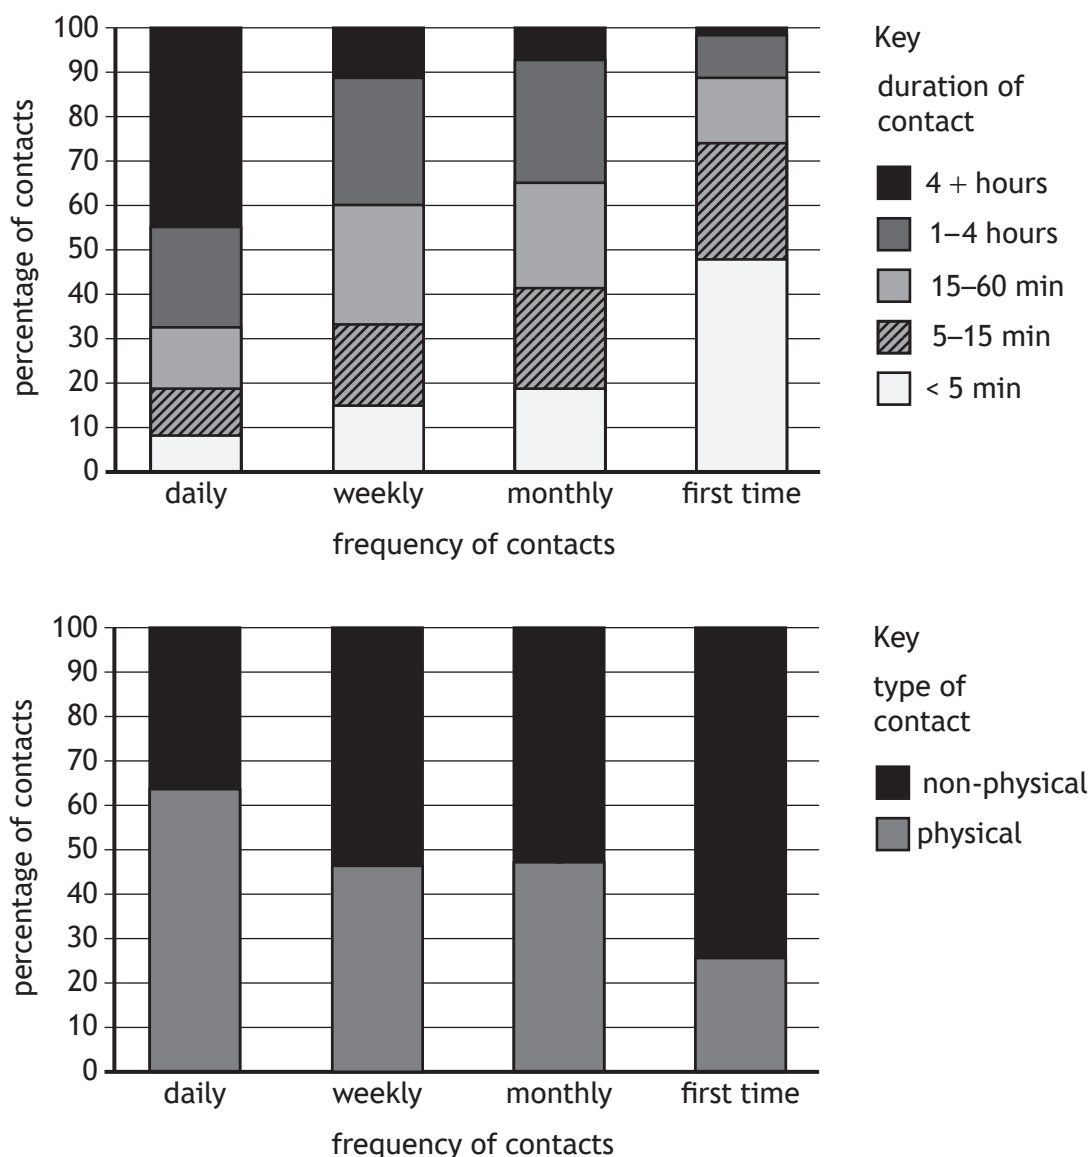 percentage of contacts
100
90
80
70
60
50
40
30
20
10
0
daily weekly monthly first time
frequency of contacts
Key
duration of
contact
4 + hours
1–4 hours
15–60 min
5–15 min
< 5 min
percentage of contacts
100
90
80
70
60
50
40
30
20
10
0
daily weekly monthly first time
frequency of contacts
Key
type of
contact
non-physical
physical